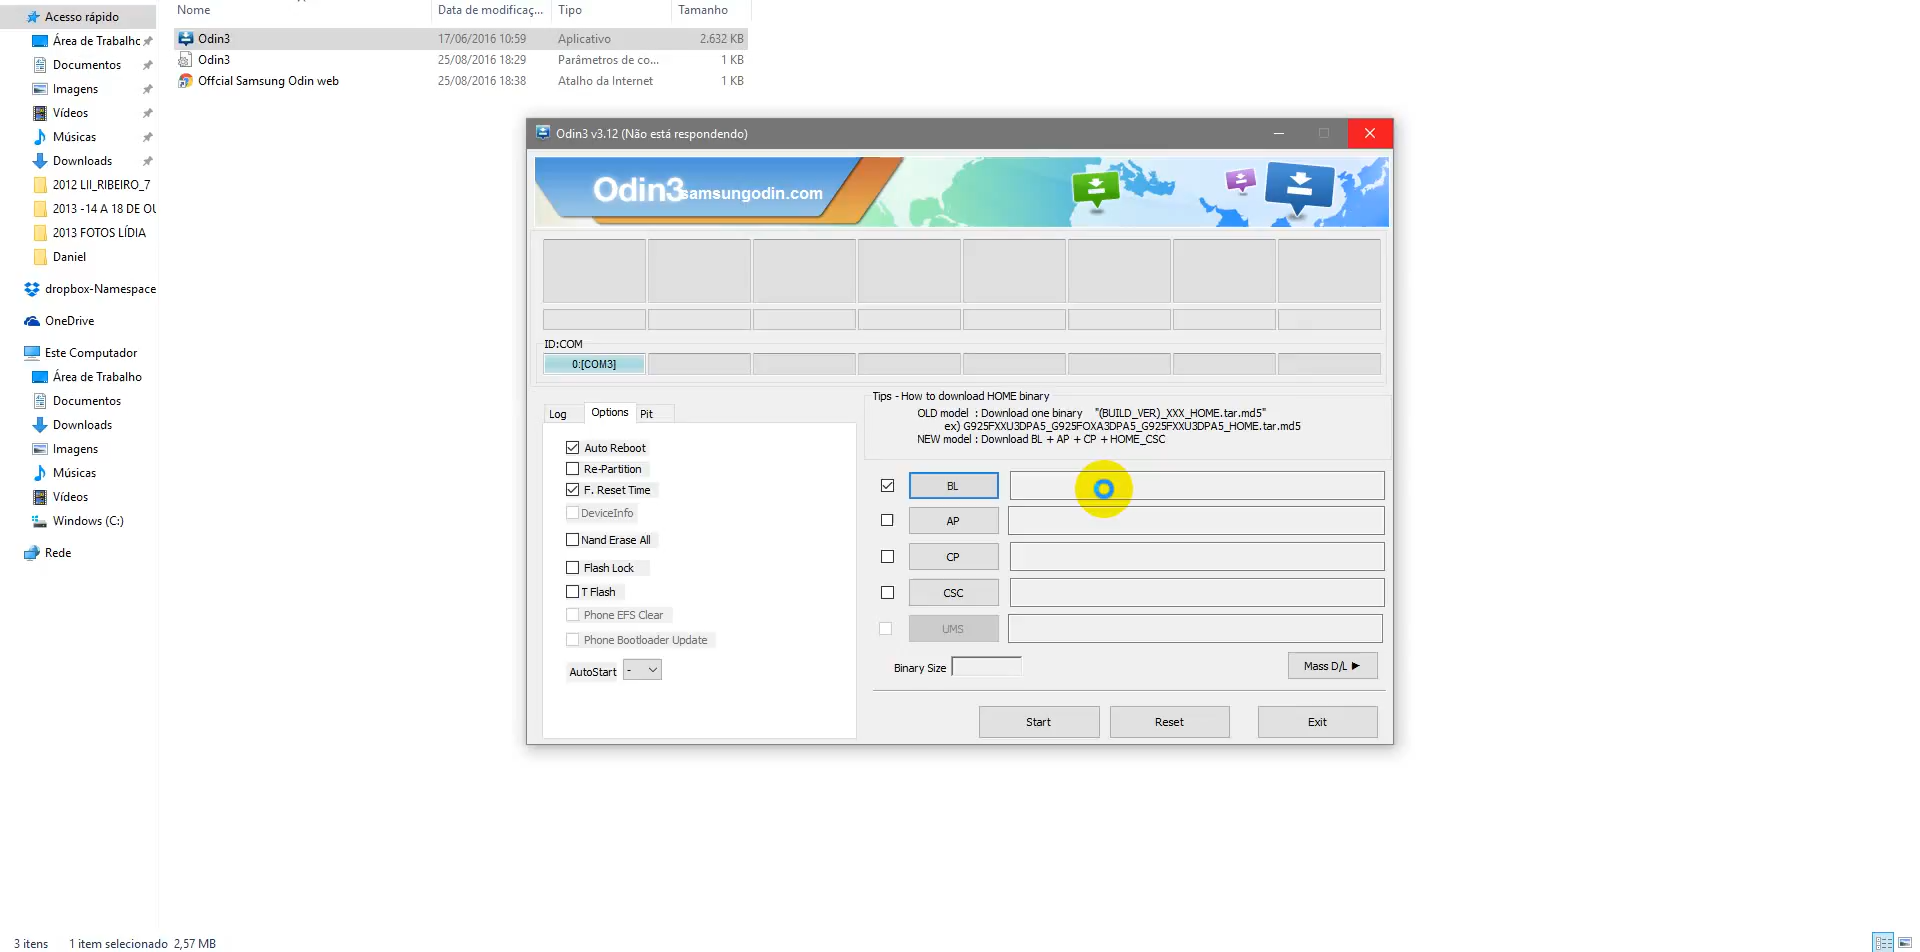 Acesso rápido
Área de Trabalhc
Documentos
Imagens
Vídeos
Músicas
Downloads
2012 LII_RIBEIRO_7
2013 -14 A 18 DE OU
2013 FOTOS LÍDIA
Daniel
dropbox-Namespace
OneDrive
Este Computador
Área de Trabalho
Documentos
Downloads
Imagens
Músicas
Vídeos
Windows (C:)
Rede
Nome Data de modificaç... Tipo Tamanho
Odin3 17/06/2016 10:59 Aplicativo 2.632 KB
Odin3 25/08/2016 18:29 Parâmetros de co... 1 KB
Offcial Samsung Odin web 25/08/2016 18:38 Atalho da Internet 1 KB
Odin3 v3.12 (Não está respondendo)
Odin3 samsungodin.com
ID:COM
0:[COM3]
Log Options Pit
Auto Reboot
Re-Partition
F. Reset Time
DeviceInfo
Nand Erase All
Flash Lock
T Flash
Phone EFS Clear
Phone Bootloader Update
AutoStart -
Tips - How to download HOME binary
OLD model : Download one binary "(BUILD_VER)_XXX_HOME.tar.md5"
ex) G925FXXU3DPA5_G925FOXA3DPA5_G925FXXU3DPA5_HOME.tar.md5
NEW model : Download BL + AP + CP + HOME_CSC
BL
AP
CP
CSC
UMS
Binary Size
Mass D/L
Start Reset Exit
3 itens 1 item selecionado 2,57 MB